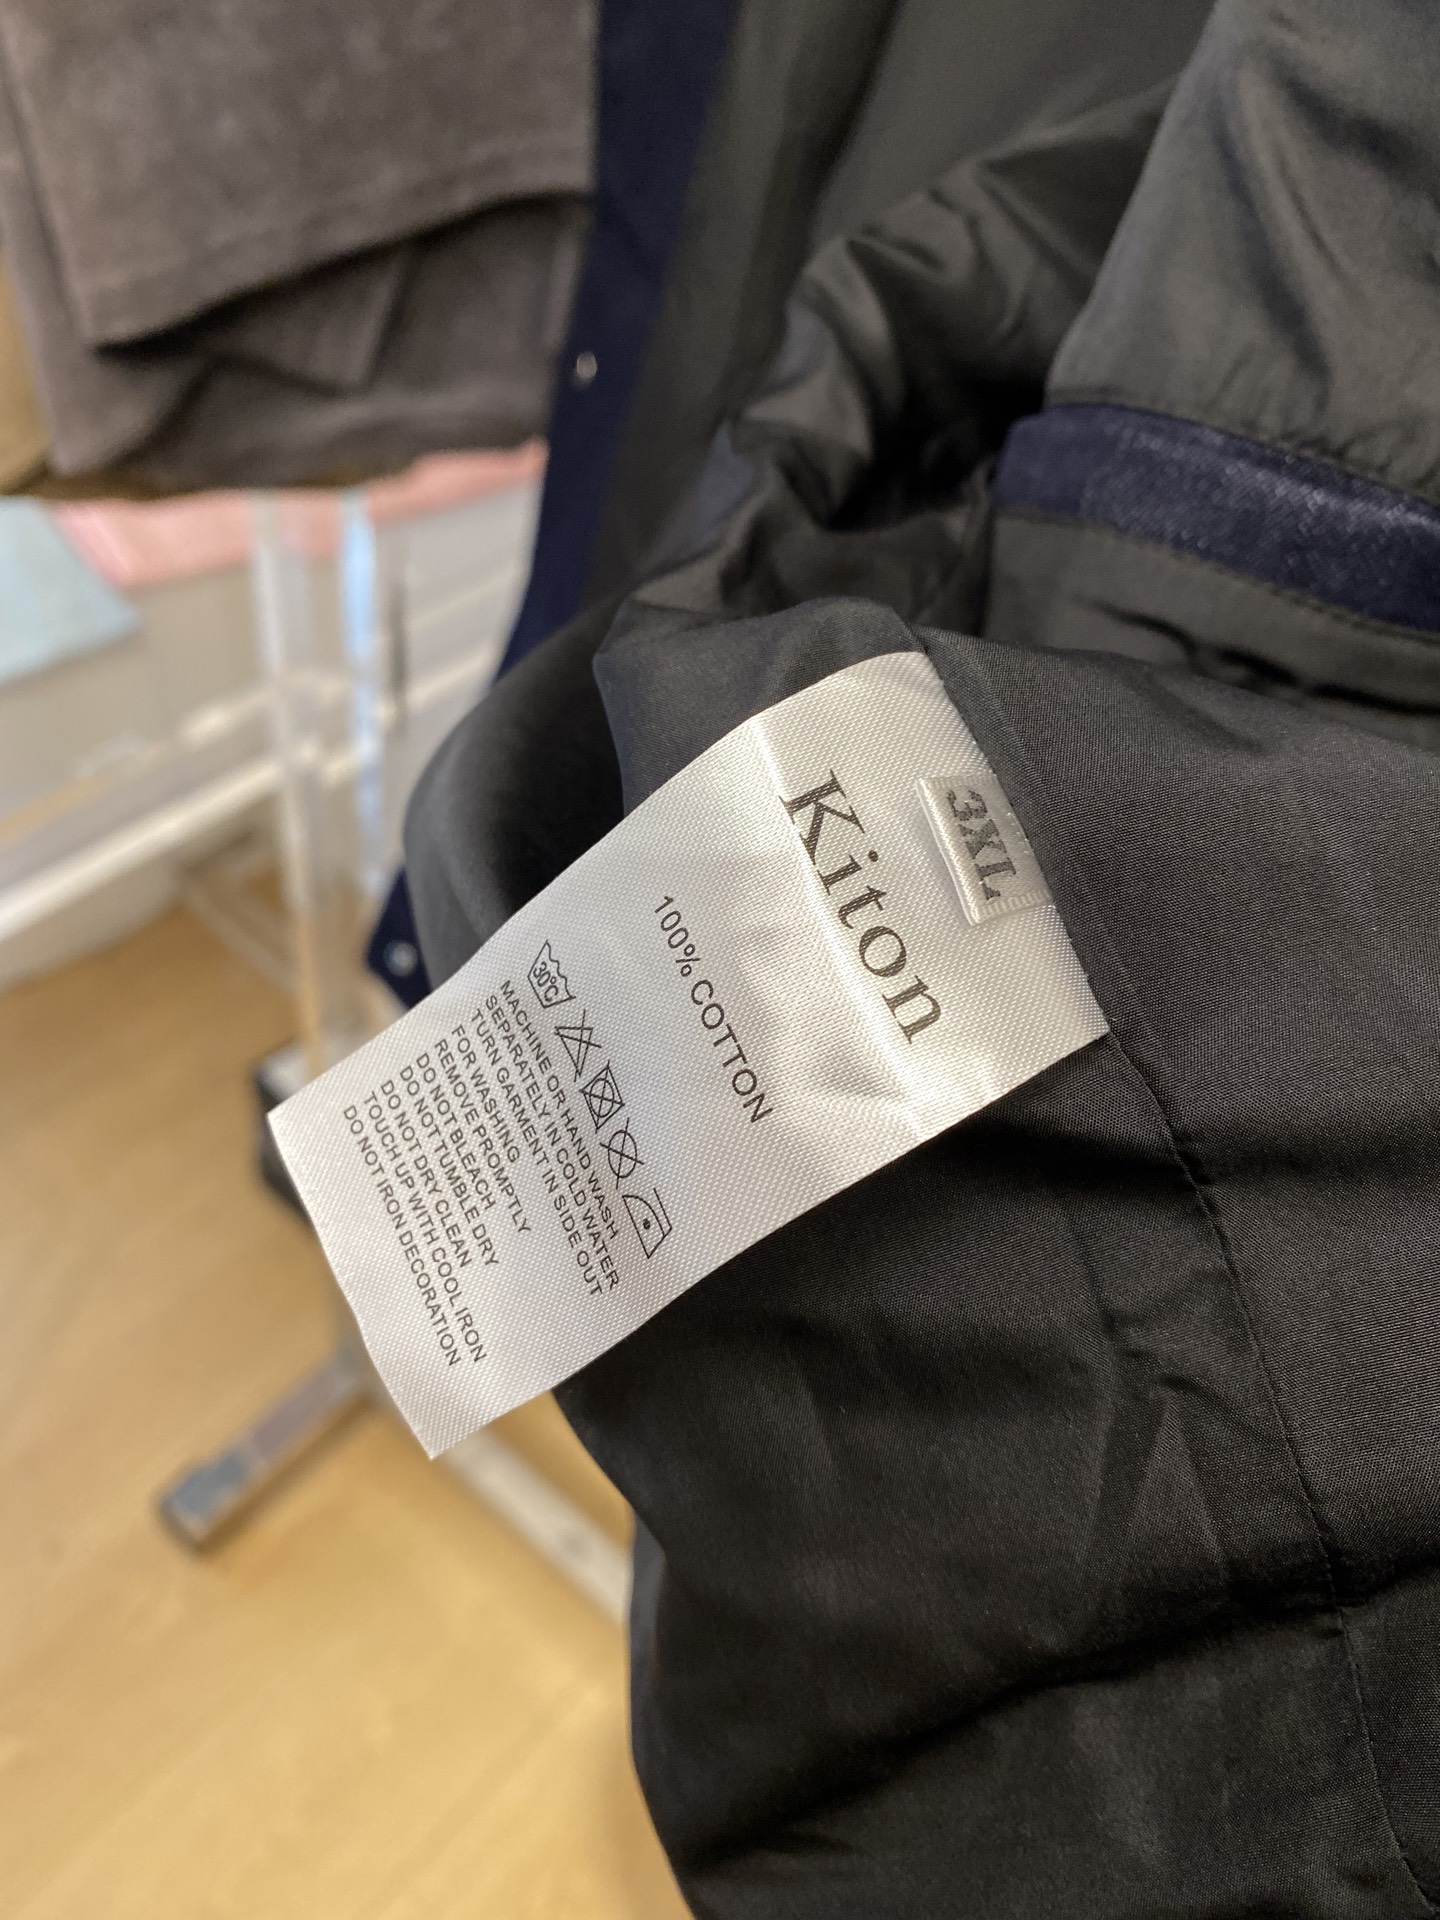 3XL
Kiton
100% COTTON
30°C
MACHINE OR HAND WASH
SEPARATELY IN COLD WATER
TURN GARMENT IN SIDE OUT
FOR WASHING
REMOVE PROMPTLY
DO NOT BLEACH
DO NOT TUMBLE DRY
DO NOT DRY CLEAN
TOUCH UP WITH COOL IRON
DO NOT IRON DECORATION